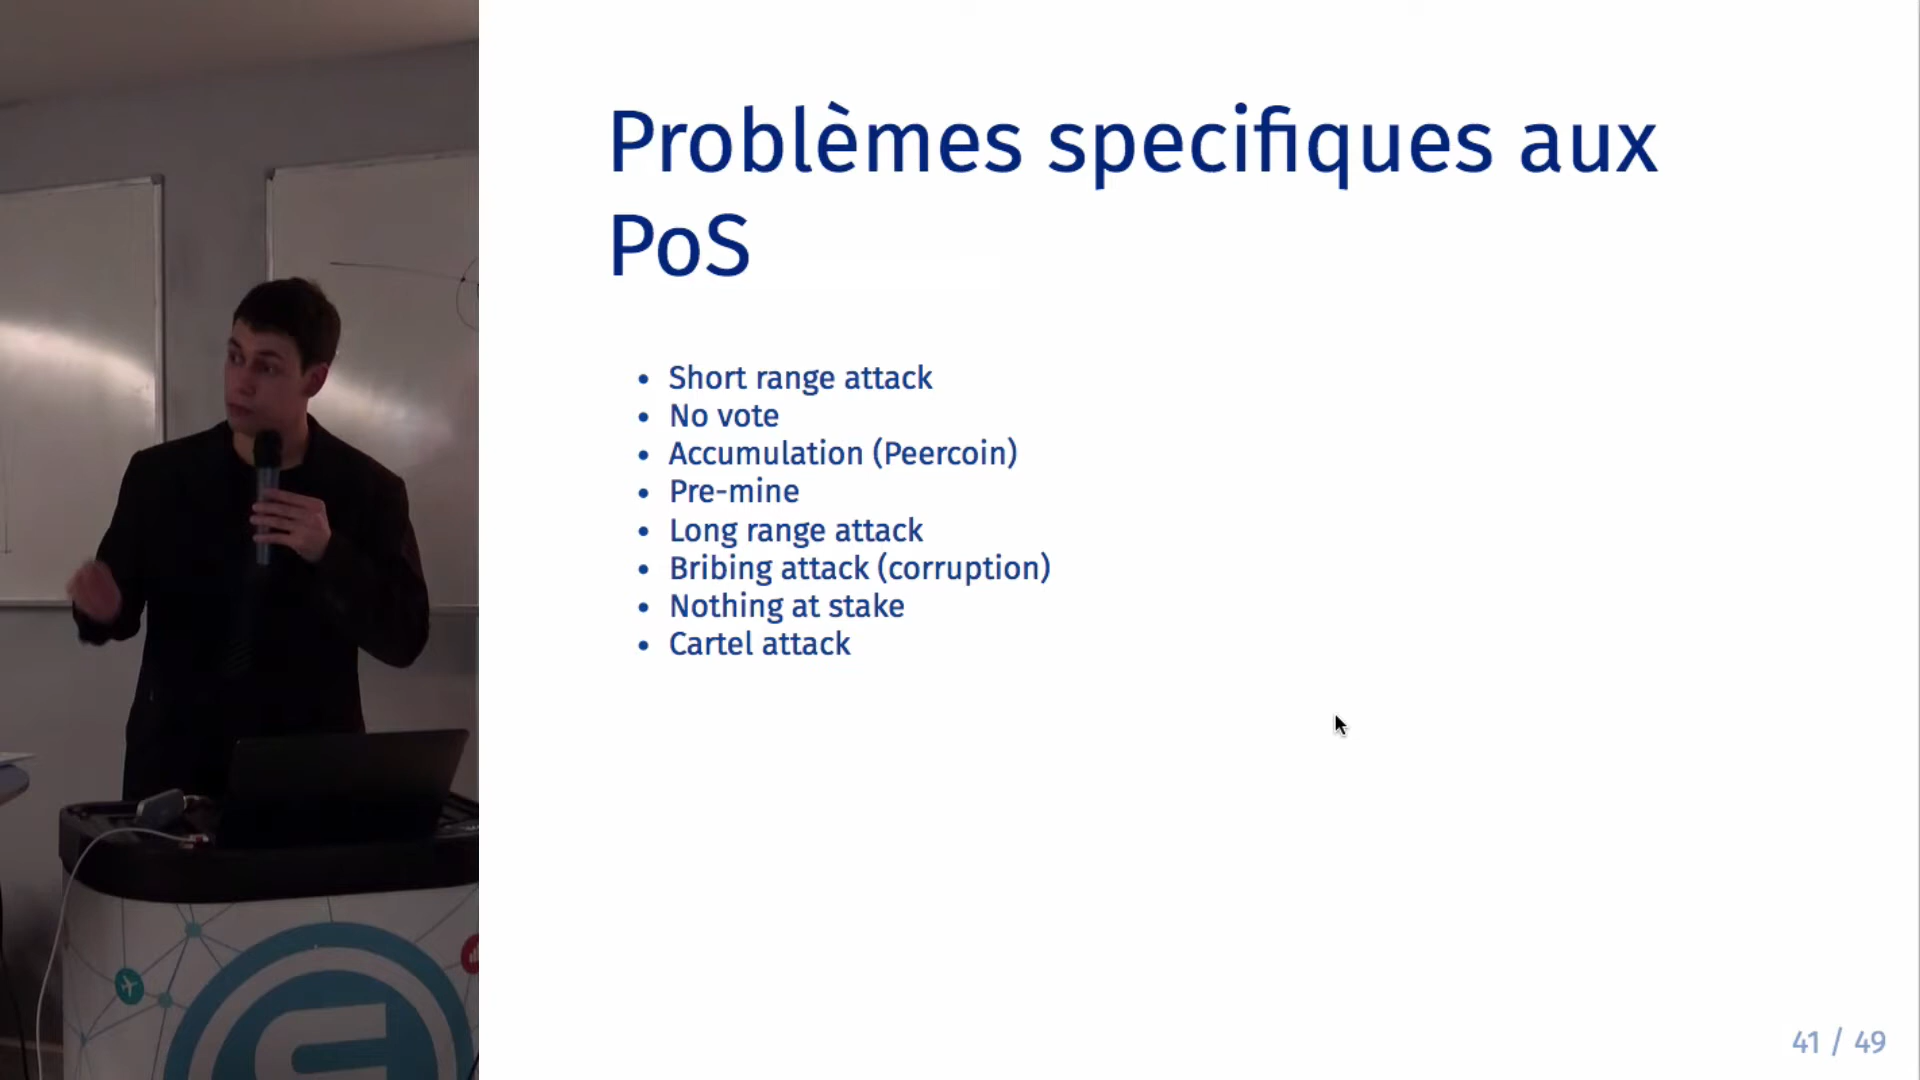 Problèmes specifiques aux
PoS
• Short range attack
• No vote
• Accumulation (Peercoin)
• Pre-mine
• Long range attack
• Bribing attack (corruption)
• Nothing at stake
• Cartel attack
41 / 49